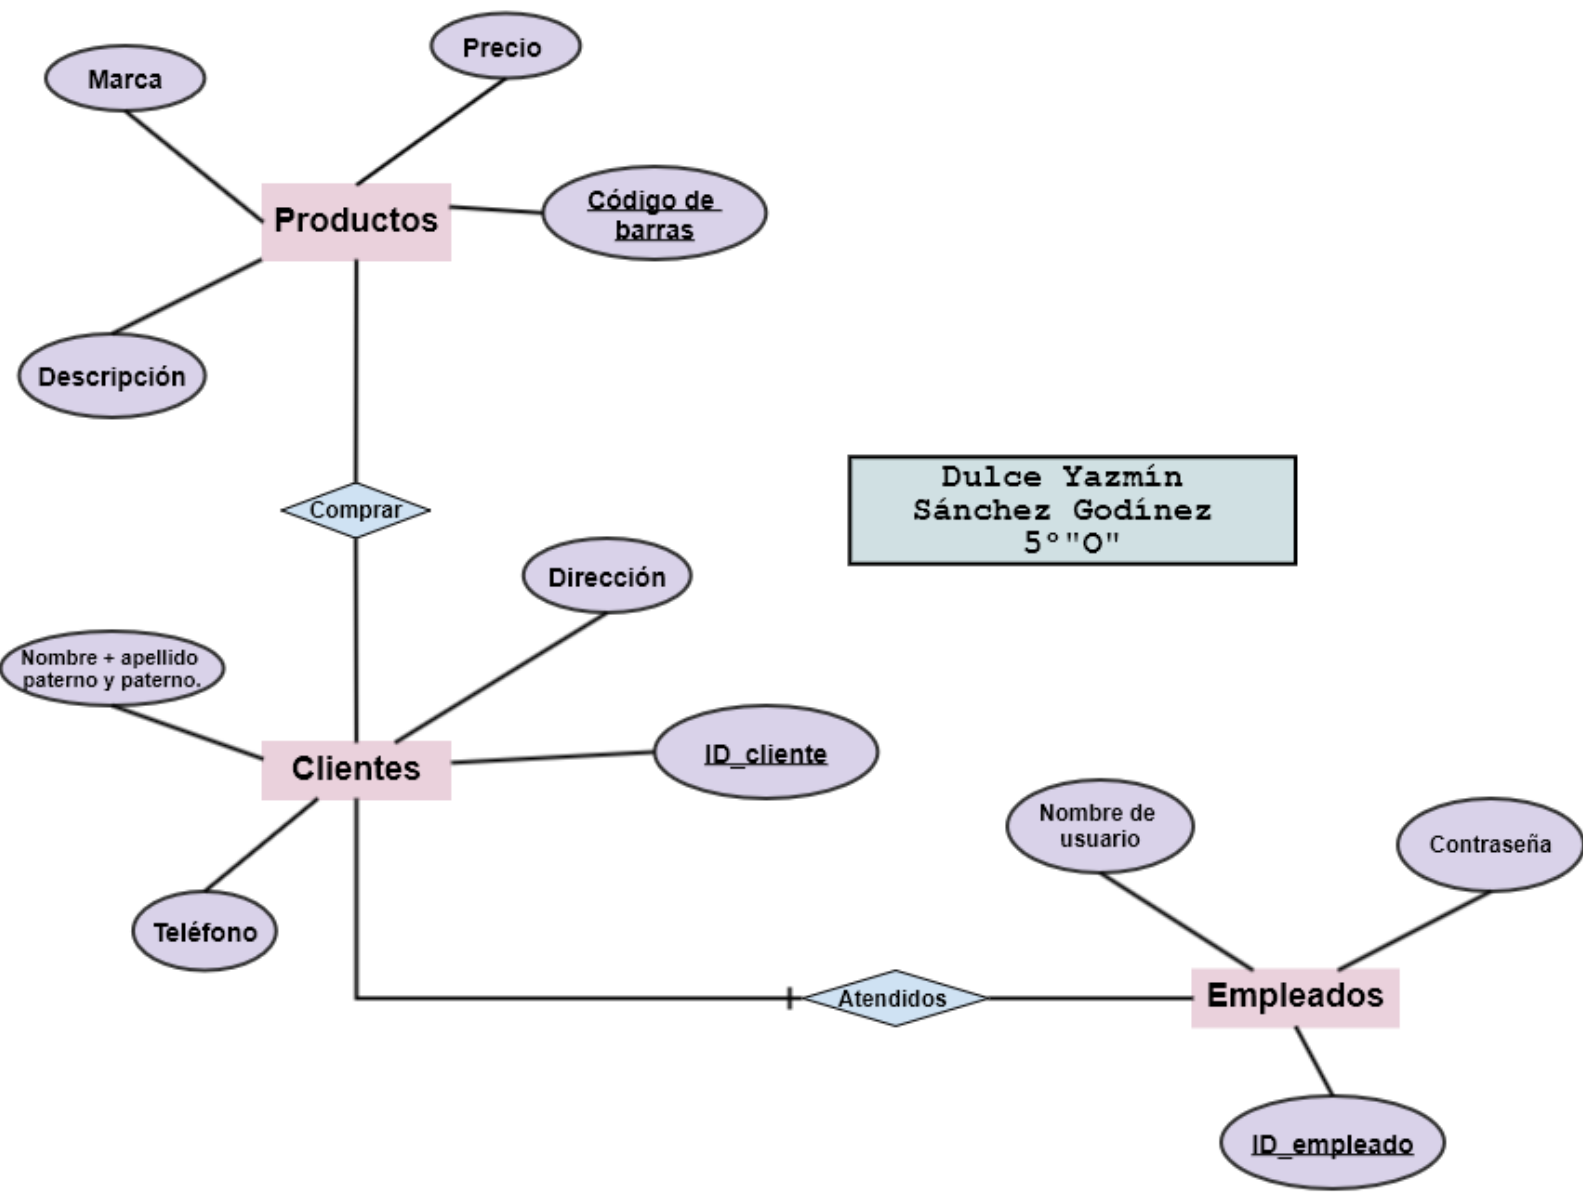 Precio
Marca
Código de
barras
Productos
Descripción
Dulce Yazmín
Sánchez Godínez
5°"O"
Comprar
Dirección
Nombre + apellido
paterno y paterno.
ID_cliente
Clientes
Nombre de
usuario
Contraseña
Teléfono
Atendidos
Empleados
ID_empleado